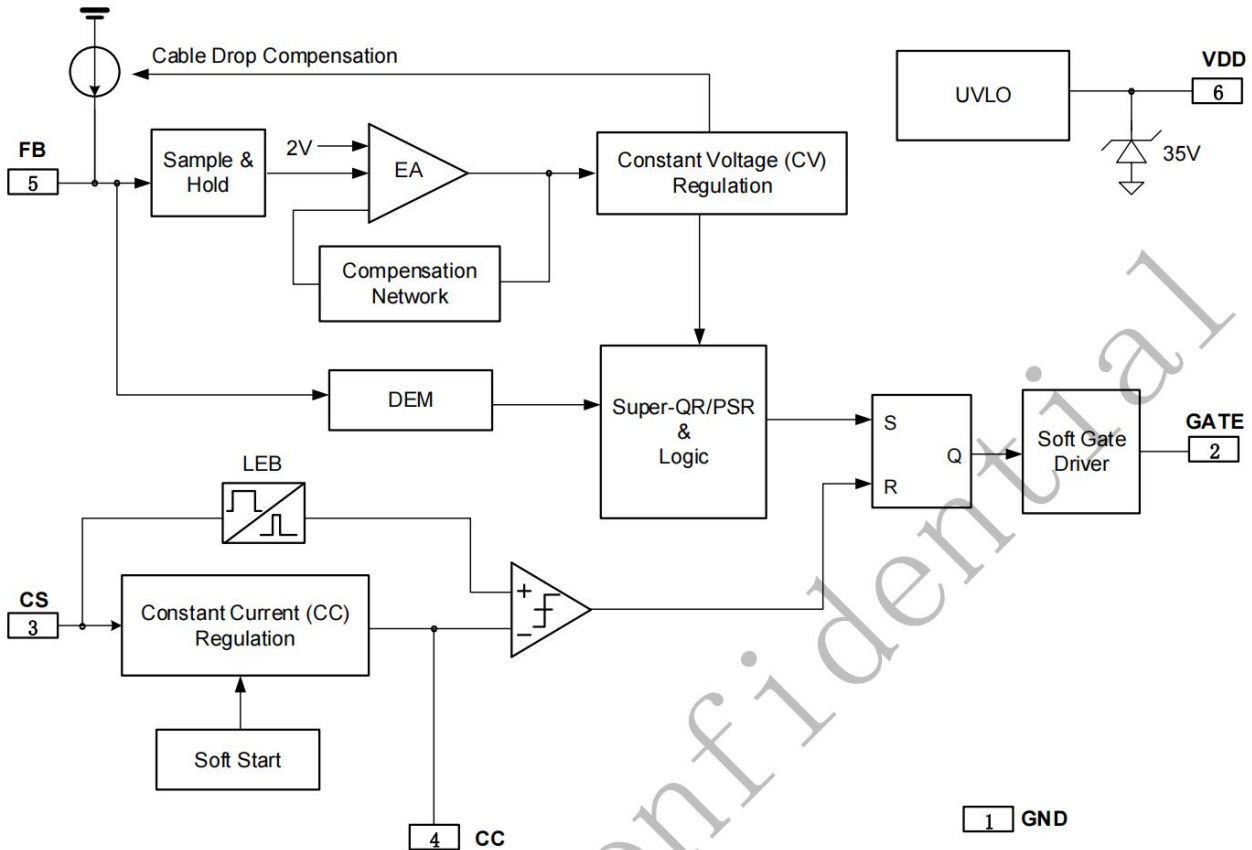 Cable Drop Compensation
VDD
6
UVLO
35V
FB
5
Sample &
Hold
2V
EA
Constant Voltage (CV)
Regulation
Compensation
Network
DEM
Super-QR/PSR
&
Logic
S
R
Q
Soft Gate
Driver
GATE
2
LEB
CS
3
Constant Current (CC)
Regulation
+
−
Soft Start
4
CC
1
GND
onfidential